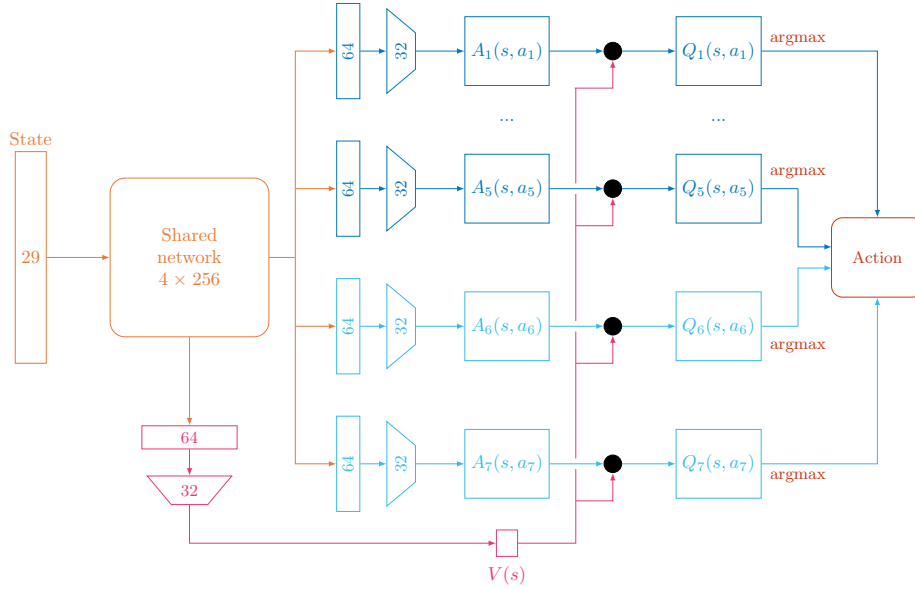 State
29
Shared
network
4 × 256
64
32
V(s)
64
32
A₁(s, a₁)
Q₁(s, a₁)
argmax
...
...
64
32
A₅(s, a₅)
Q₅(s, a₅)
argmax
64
32
A₆(s, a₆)
Q₆(s, a₆)
argmax
64
32
A₇(s, a₇)
Q₇(s, a₇)
argmax
Action